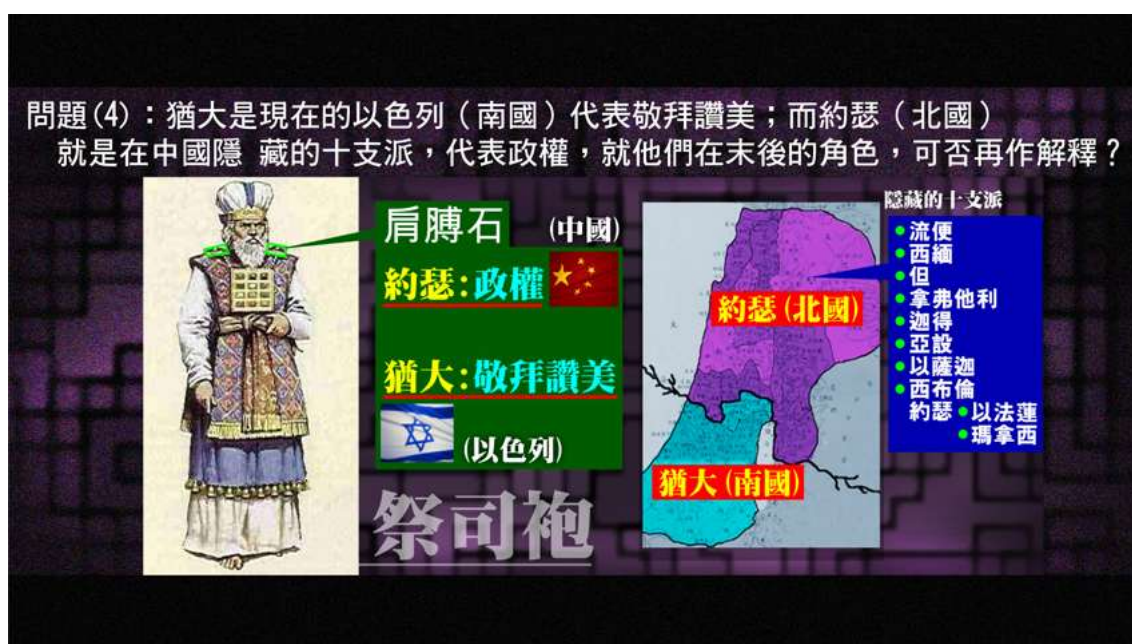 問題(4)：猶大是現在的以色列（南國）代表敬拜讚美；而約瑟（北國）
就是在中國隱 藏的十支派，代表政權，就他們在末後的角色，可否再作解釋？
肩膊石 (中國)
約瑟：政權
猶大：敬拜讚美
(以色列)
祭司袍
約瑟 (北國)
猶大 (南國)
隱藏的十支派
•流便
•西緬
•但
•拿弗他利
•迦得
•亞設
•以薩迦
•西布倫
約瑟 •以法蓮
•瑪拿西